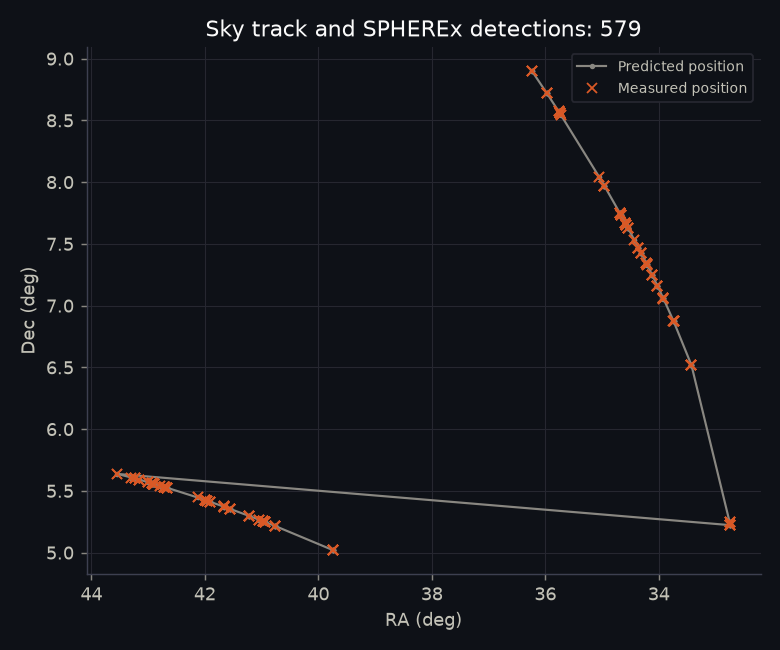 Sky track and SPHEREx detections: 579
Predicted position
Measured position
9.0
8.5
8.0
7.5
7.0
6.5
6.0
5.5
5.0
Dec (deg)
44 42 40 38 36 34
RA (deg)